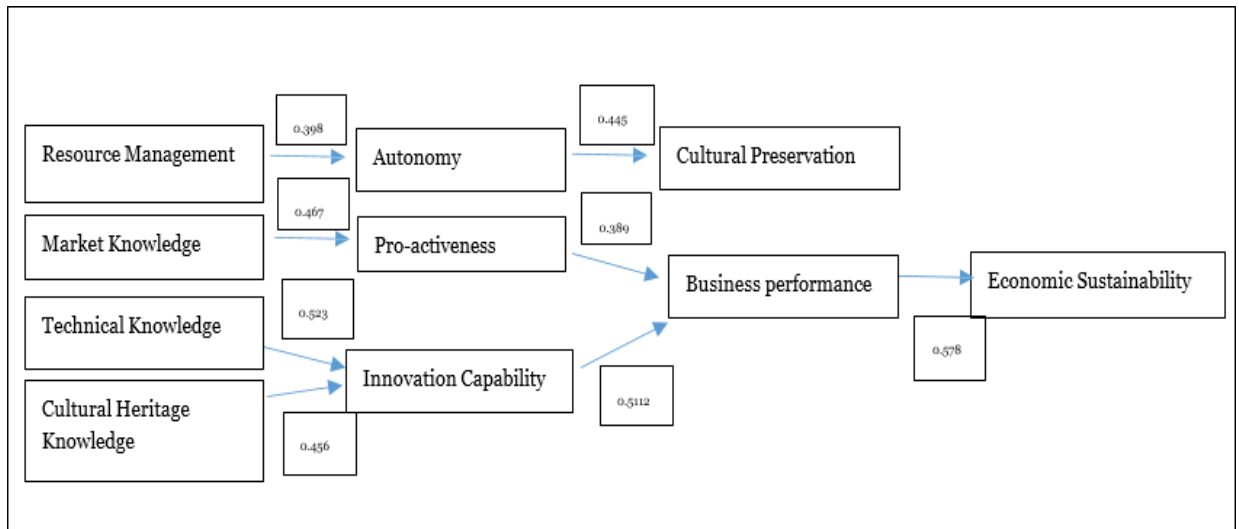 0.398
0.445
Resource Management
Autonomy
Cultural Preservation
0.467
0.389
Market Knowledge
Pro-activeness
Business performance
Economic Sustainability
0.523
Technical Knowledge
0.578
Innovation Capability
0.5112
Cultural Heritage
Knowledge
0.456